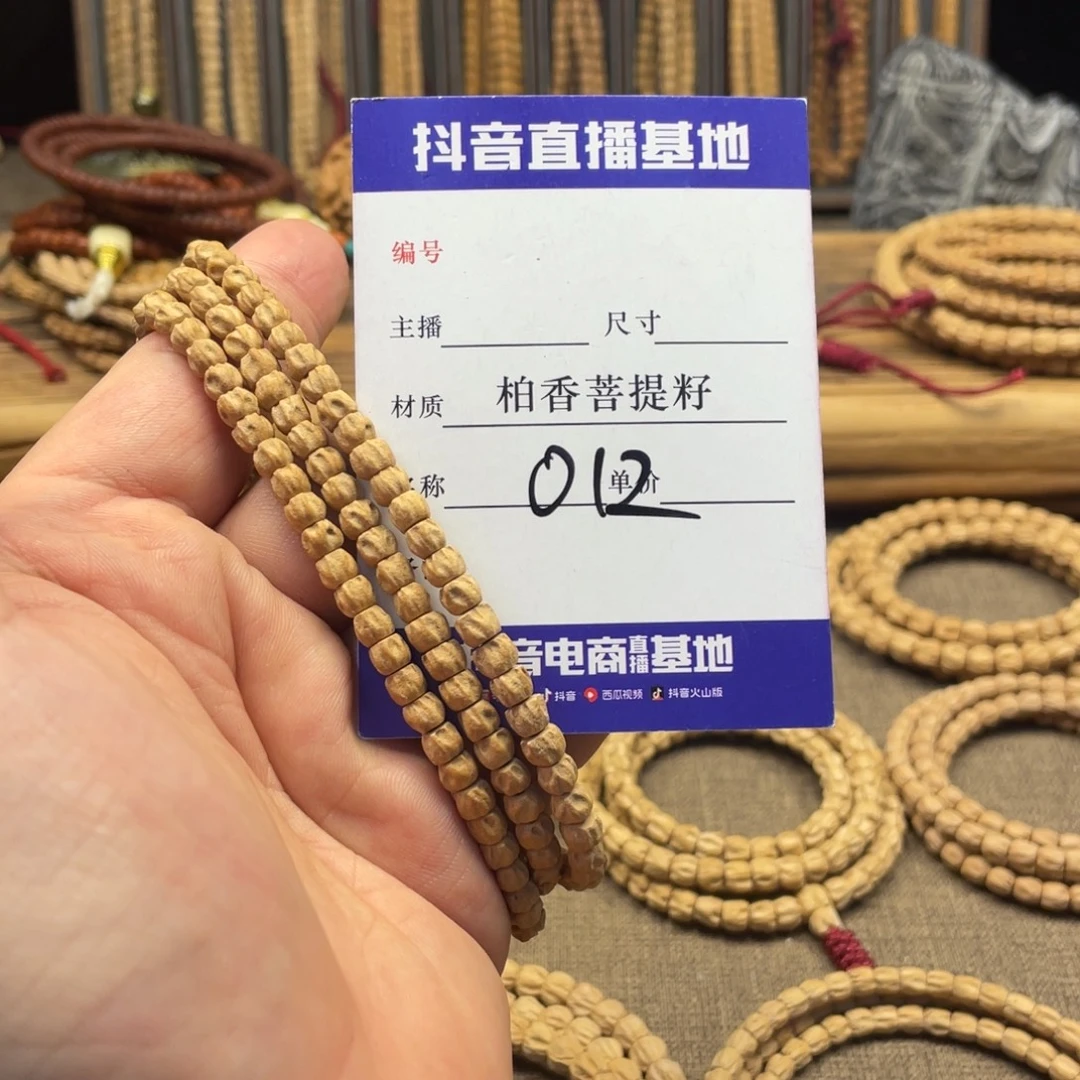 抖音直播基地
编号
主播 尺寸
材质 柏香菩提籽
称 012 单价
音电商直播基地
抖音 西瓜视频 抖音火山版